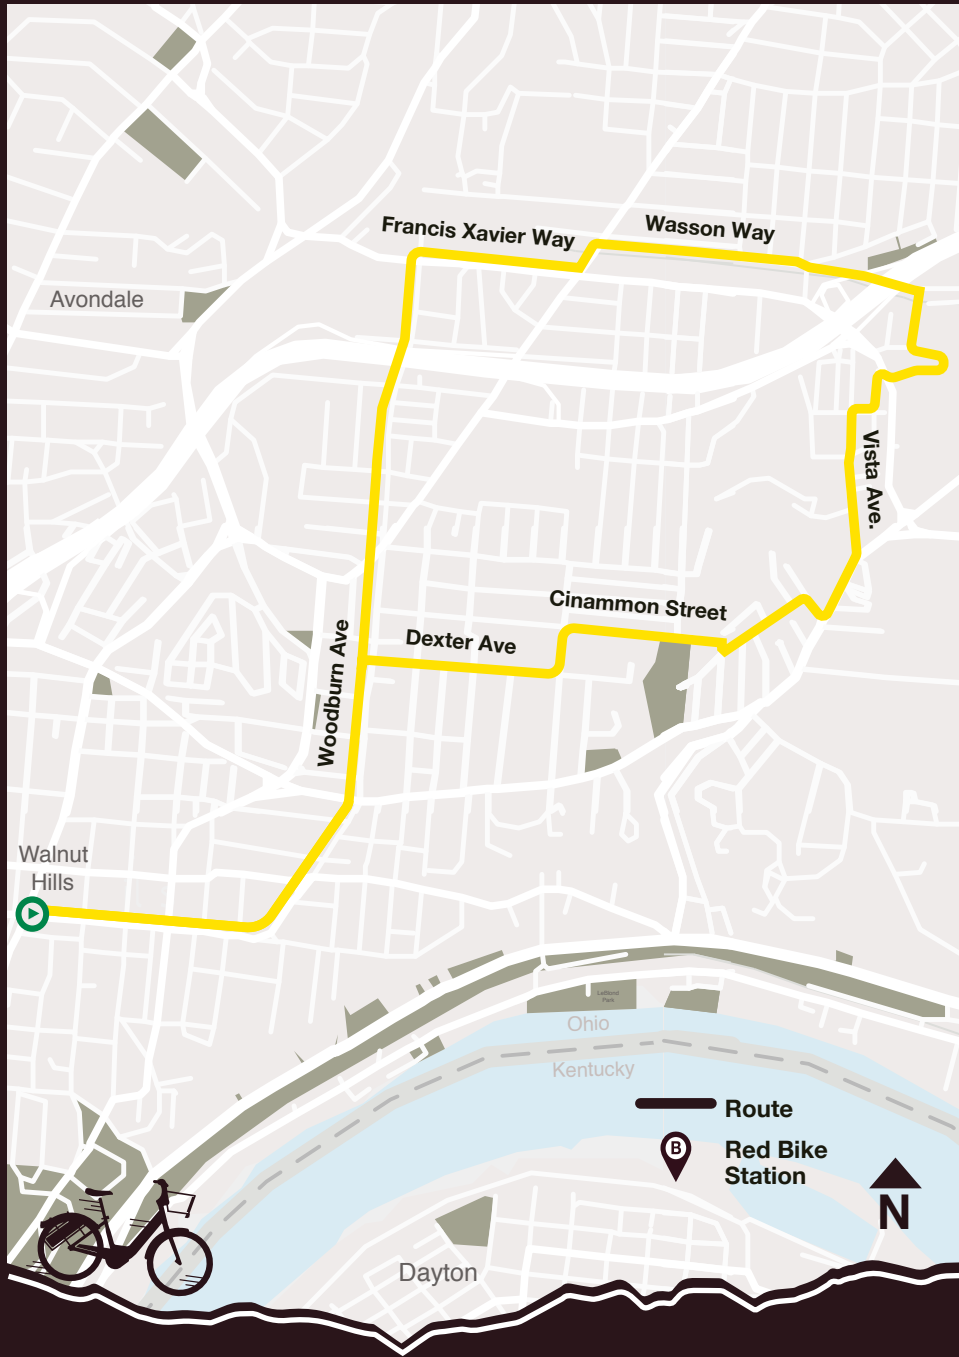 Francis Xavier Way
Wasson Way
Avondale
Vista Ave.
Cinammon Street
Dexter Ave
Woodburn Ave
Walnut
Hills
Park
Ohio
Kentucky
Route
B
Red Bike
Station
N
Dayton